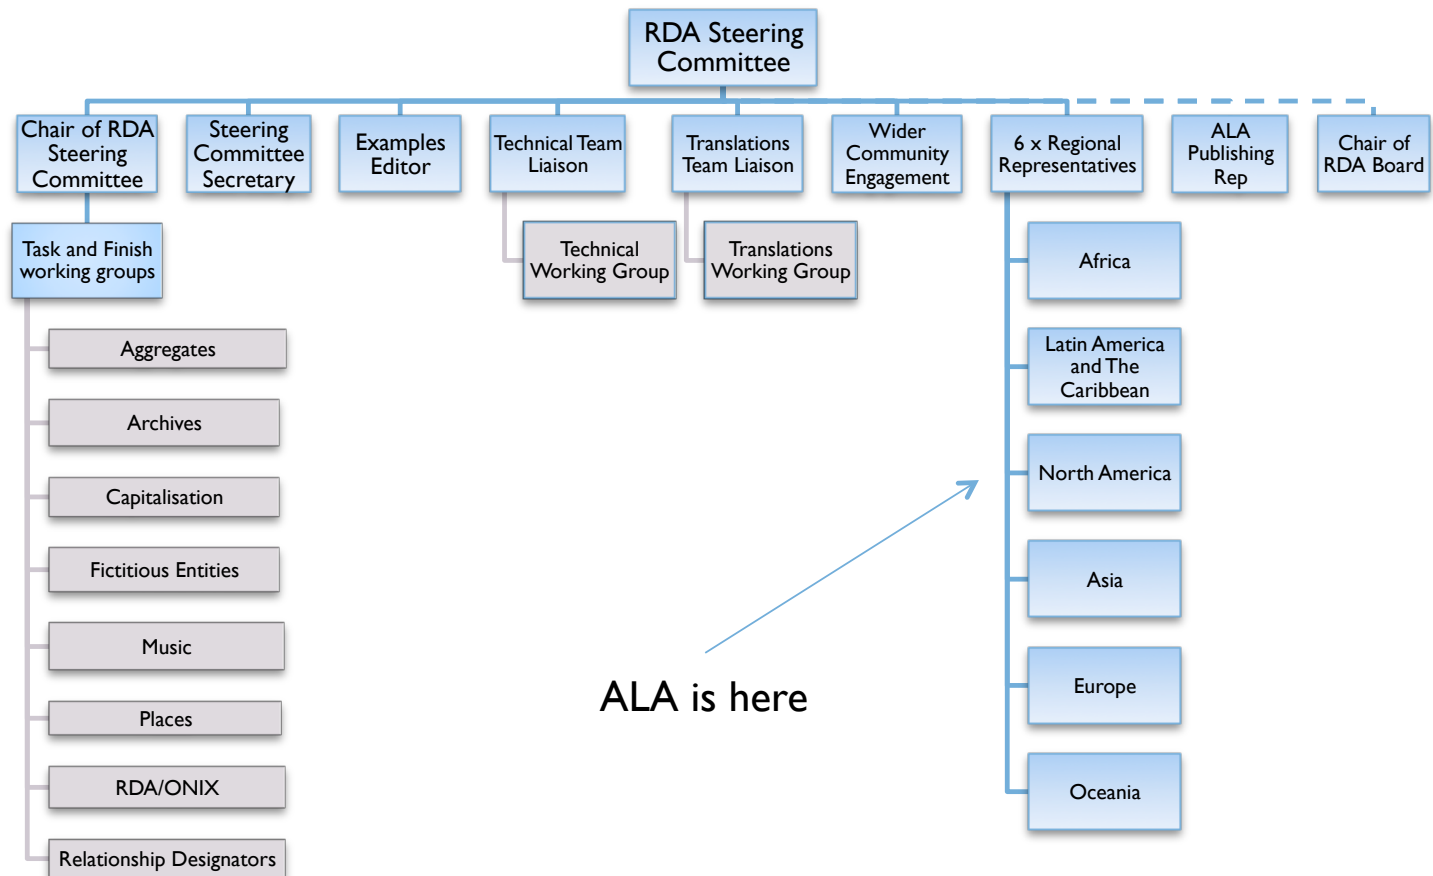 RDA Steering
Committee
Chair of RDA
Steering
Committee
Steering
Committee
Secretary
Examples
Editor
Technical Team
Liaison
Translations
Team Liaison
Wider
Community
Engagement
6 x Regional
Representatives
ALA
Publishing
Rep
Chair of
RDA Board
Task and Finish
working groups
Technical
Working Group
Translations
Working Group
Aggregates
Archives
Capitalisation
Fictitious Entities
Music
Places
RDA/ONIX
Relationship Designators
Africa
Latin America
and The
Caribbean
North America
Asia
Europe
Oceania
ALA is here